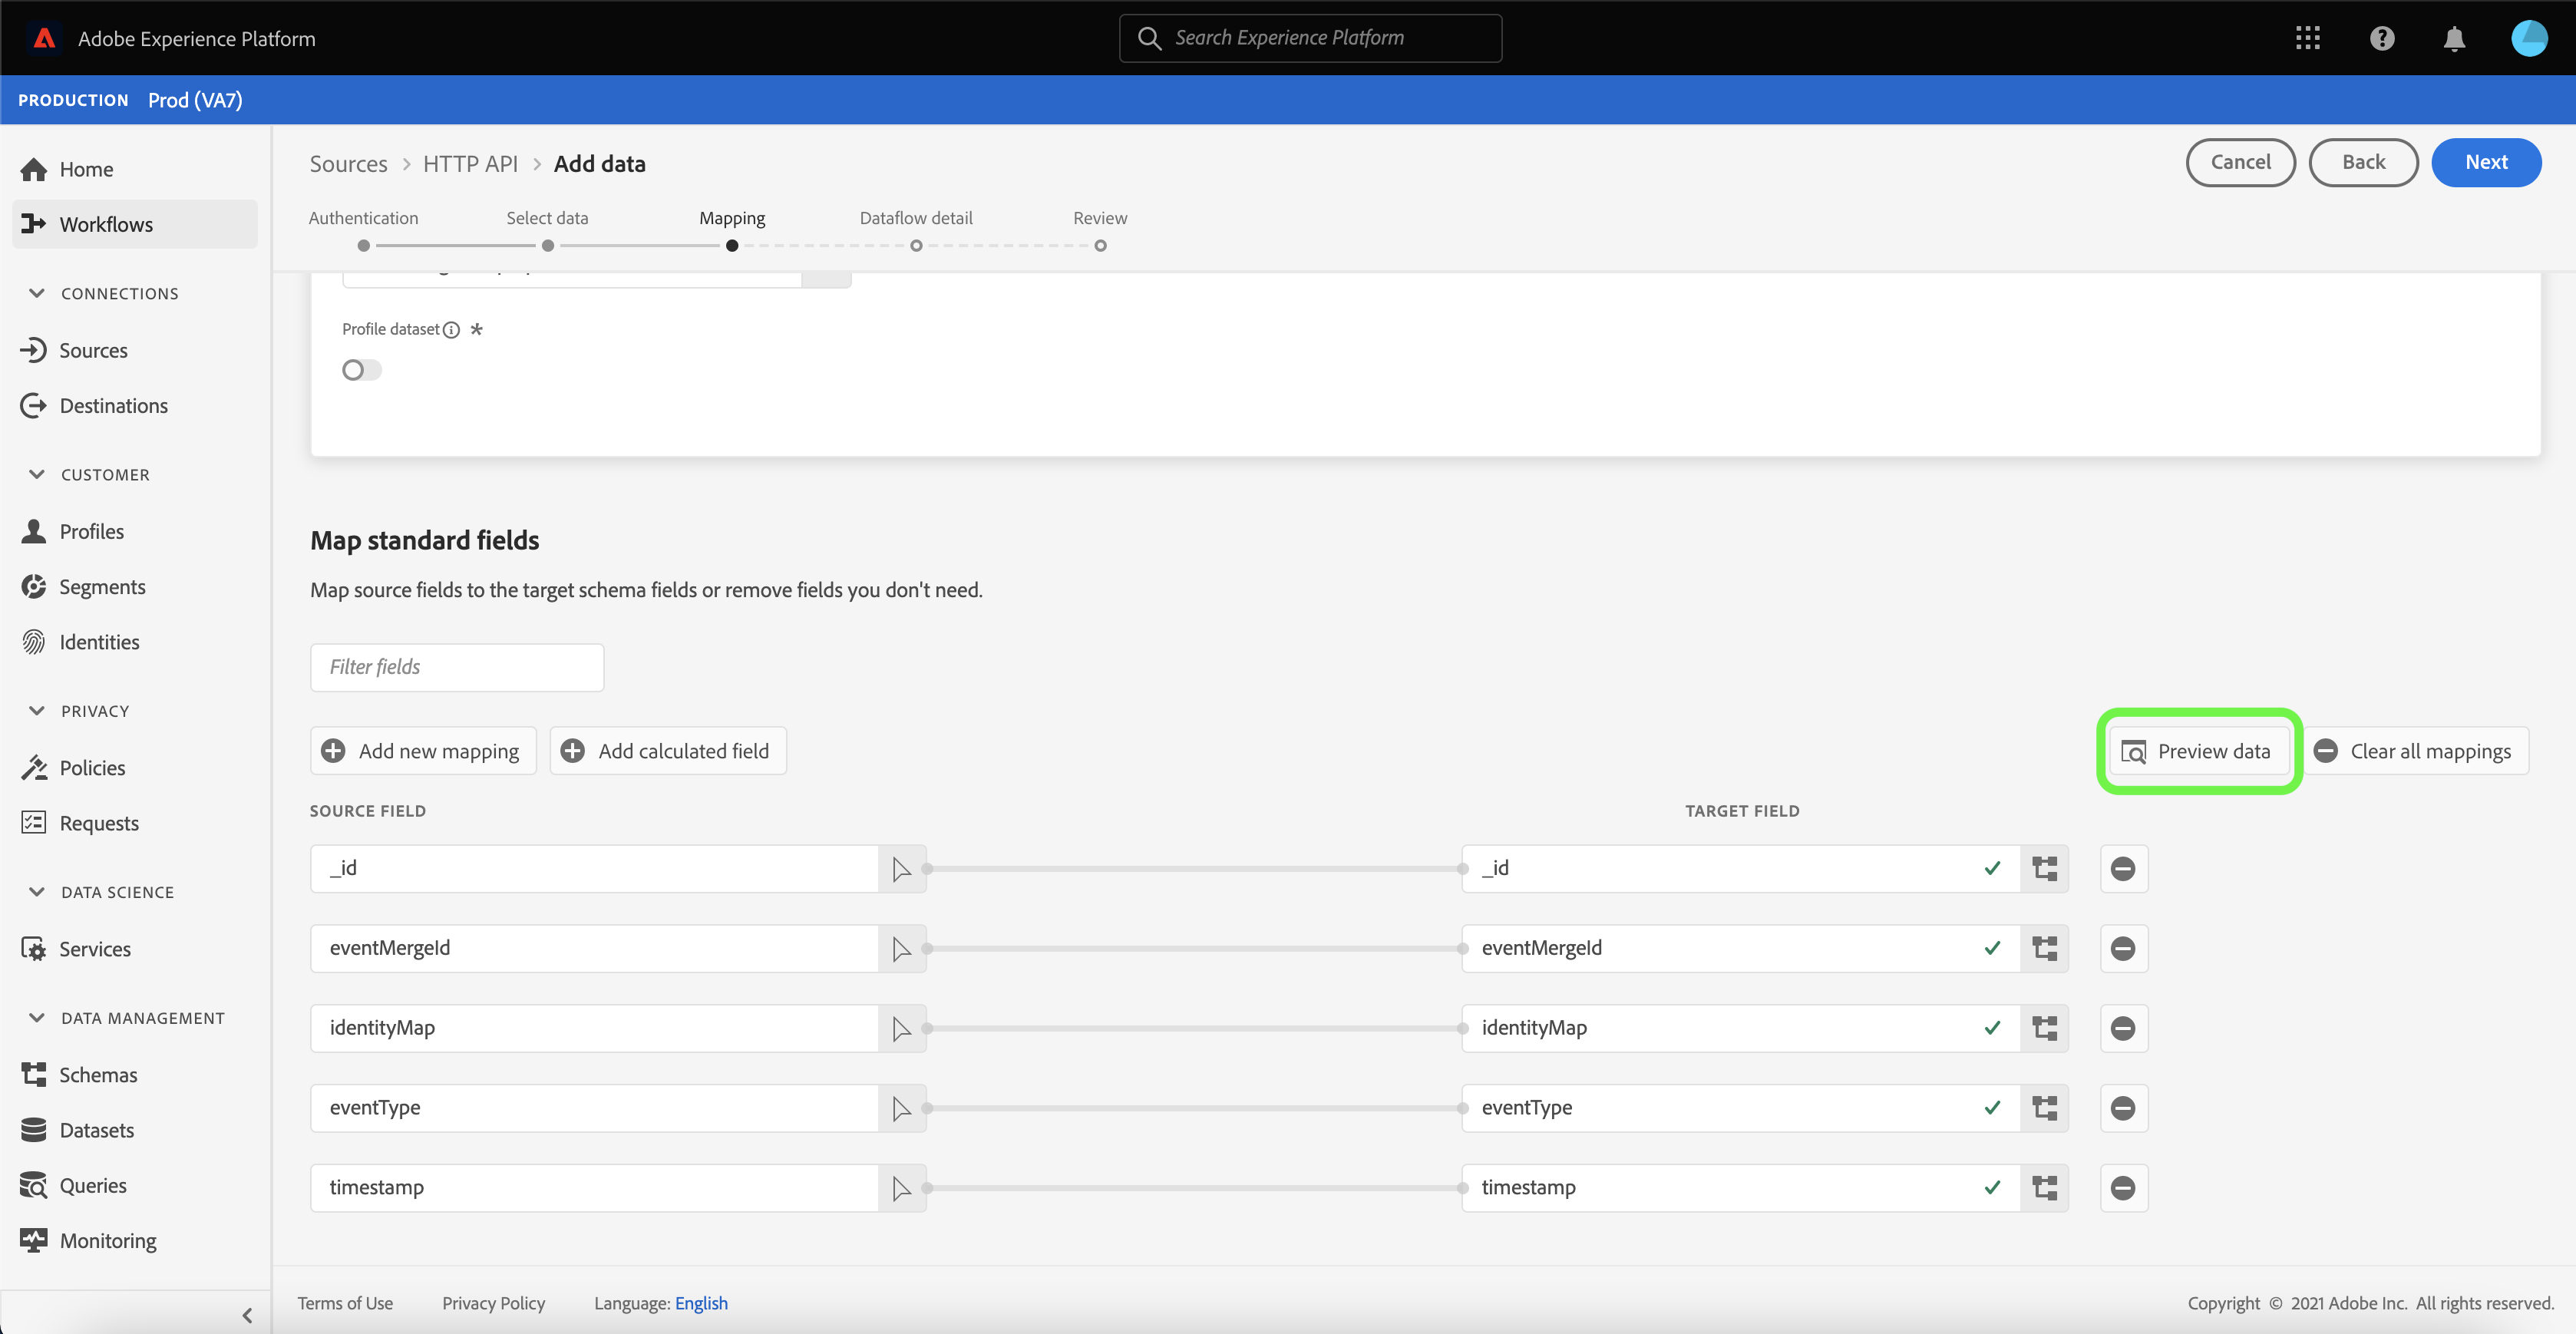 Adobe Experience Platform
Search Experience Platform
PRODUCTION Prod (VA7)
Home
Workflows
CONNECTIONS
Sources
Destinations
CUSTOMER
Profiles
Segments
Identities
PRIVACY
Policies
Requests
DATA SCIENCE
Services
DATA MANAGEMENT
Schemas
Datasets
Queries
Monitoring
Sources > HTTP API > Add data
Cancel
Back
Next
Authentication
Select data
Mapping
Dataflow detail
Review
Profile dataset *
Map standard fields
Map source fields to the target schema fields or remove fields you don't need.
Filter fields
Add new mapping
Add calculated field
Preview data
Clear all mappings
SOURCE FIELD
TARGET FIELD
_id
_id
eventMergeId
eventMergeId
identityMap
identityMap
eventType
eventType
timestamp
timestamp
Terms of Use
Privacy Policy
Language: English
Copyright © 2021 Adobe Inc. All rights reserved.